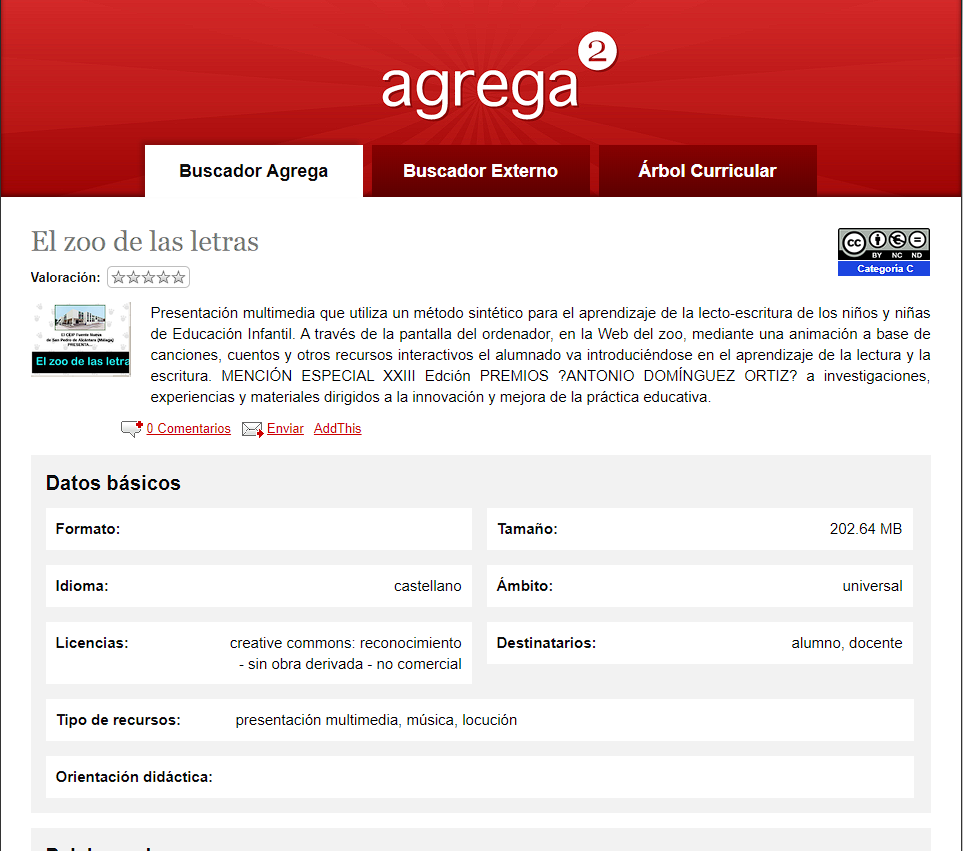 agrega 2
Buscador Agrega
Buscador Externo
Árbol Curricular
El zoo de las letras
cc BY NC ND
Categoría C
Valoración:
El CEIP Fuente Nueva
de San Pedro de Alcántara (Málaga)
PRESENTA...
El zoo de las letra
Presentación multimedia que utiliza un método sintético para el aprendizaje de la lecto-escritura de los niños y niñas
de Educación Infantil. A través de la pantalla del ordenador, en la Web del zoo, mediante una animación a base de
canciones, cuentos y otros recursos interactivos el alumnado va introduciéndose en el aprendizaje de la lectura y la
escritura. MENCIÓN ESPECIAL XXIII Edción PREMIOS ?ANTONIO DOMÍNGUEZ ORTIZ? a investigaciones,
experiencias y materiales dirigidos a la innovación y mejora de la práctica educativa.
0 Comentarios Enviar AddThis
Datos básicos
Formato:
Tamaño: 202.64 MB
Idioma: castellano
Ámbito: universal
Licencias: creative commons: reconocimiento
- sin obra derivada - no comercial
Destinatarios: alumno, docente
Tipo de recursos: presentación multimedia, música, locución
Orientación didáctica: